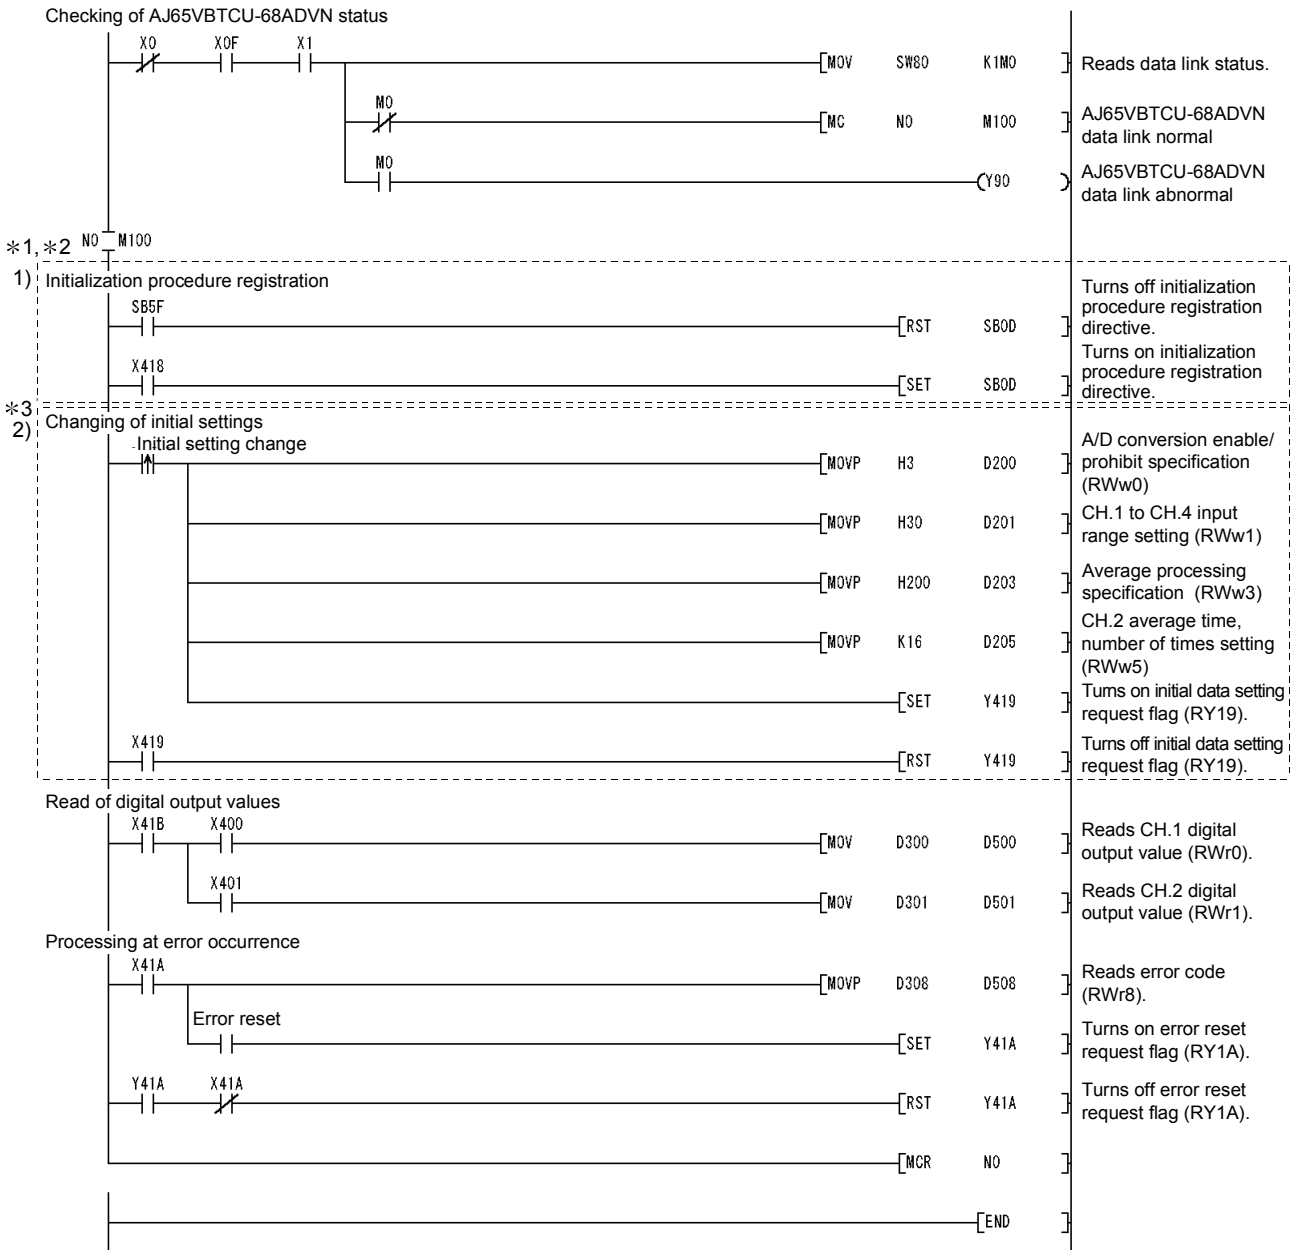 Checking of AJ65VBTCU-68ADVN status
X0 X0F X1
[MOV SW80 K1M0 ] Reads data link status.
M0
[MC N0 M100 ] AJ65VBTCU-68ADVN
data link normal
M0
(Y90 ) AJ65VBTCU-68ADVN
data link abnormal
*1, *2 N0 M100
1) Initialization procedure registration
SB5F
[RST SB0D ] Turns off initialization
procedure registration
directive.
X418
[SET SB0D ] Turns on initialization
procedure registration
directive.
*3
2) Changing of initial settings
Initial setting change
[MOVP H3 D200 ] A/D conversion enable/
prohibit specification
(RWw0)
[MOVP H30 D201 ] CH.1 to CH.4 input
range setting (RWw1)
[MOVP H200 D203 ] Average processing
specification (RWw3)
[MOVP K16 D205 ] CH.2 average time,
number of times setting
(RWw5)
[SET Y419 ] Turns on initial data setting
request flag (RY19).
X419
[RST Y419 ] Turns off initial data setting
request flag (RY19).
Read of digital output values
X41B X400
[MOV D300 D500 ] Reads CH.1 digital
output value (RWr0).
X401
[MOV D301 D501 ] Reads CH.2 digital
output value (RWr1).
Processing at error occurrence
X41A
[MOVP D308 D508 ] Reads error code
(RWr8).
Error reset
[SET Y41A ] Turns on error reset
request flag (RY1A).
Y41A X41A
[RST Y41A ] Turns off error reset
request flag (RY1A).
[MCR N0 ]
[END ]